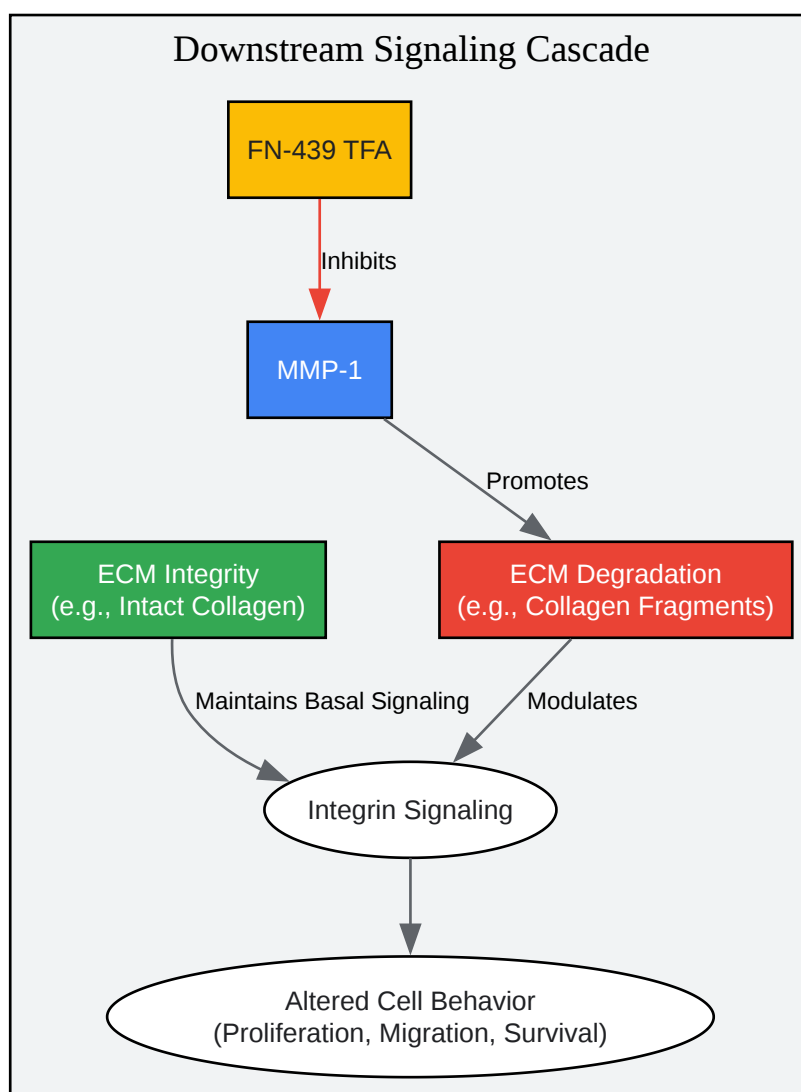 Downstream Signaling Cascade
FN-439 TFA
Inhibits
MMP-1
Promotes
ECM Integrity
(e.g., Intact Collagen)
ECM Degradation
(e.g., Collagen Fragments)
Maintains Basal Signaling
Modulates
Integrin Signaling
Altered Cell Behavior
(Proliferation, Migration, Survival)